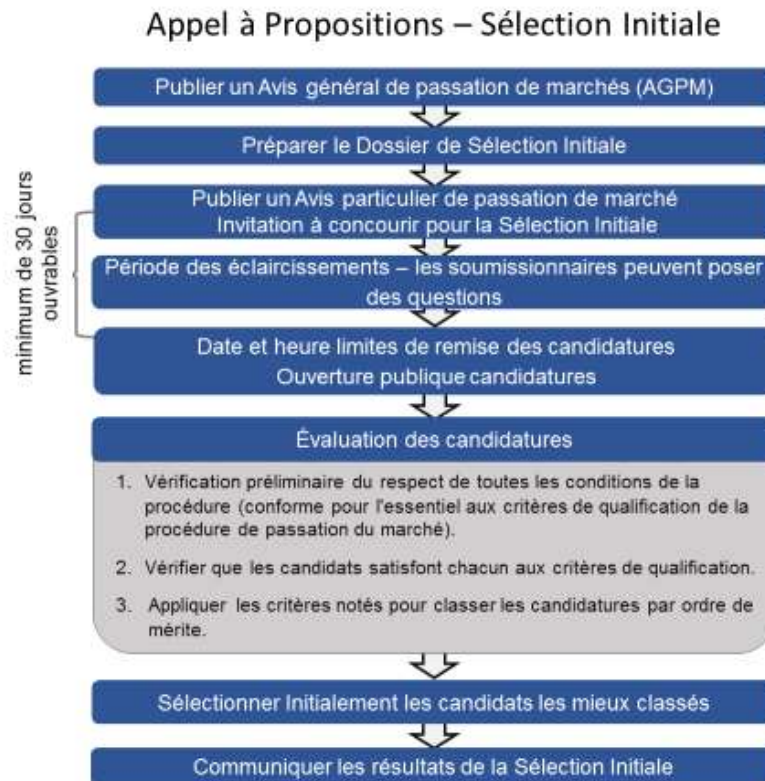 Appel à Propositions – Sélection Initiale
Publier un Avis général de passation de marchés (AGPM)
Préparer le Dossier de Sélection Initiale
minimum de 30 jours
ouvrables
Publier un Avis particulier de passation de marché
Invitation à concourir pour la Sélection Initiale
Période des éclaircissements – les soumissionnaires peuvent poser
des questions
Date et heure limites de remise des candidatures
Ouverture publique candidatures
Évaluation des candidatures
1. Vérification préliminaire du respect de toutes les conditions de la
procédure (conforme pour l'essentiel aux critères de qualification de la
procédure de passation du marché).
2. Vérifier que les candidats satisfont chacun aux critères de qualification.
3. Appliquer les critères notés pour classer les candidatures par ordre de
mérite.
Sélectionner Initialement les candidats les mieux classés
Communiquer les résultats de la Sélection Initiale